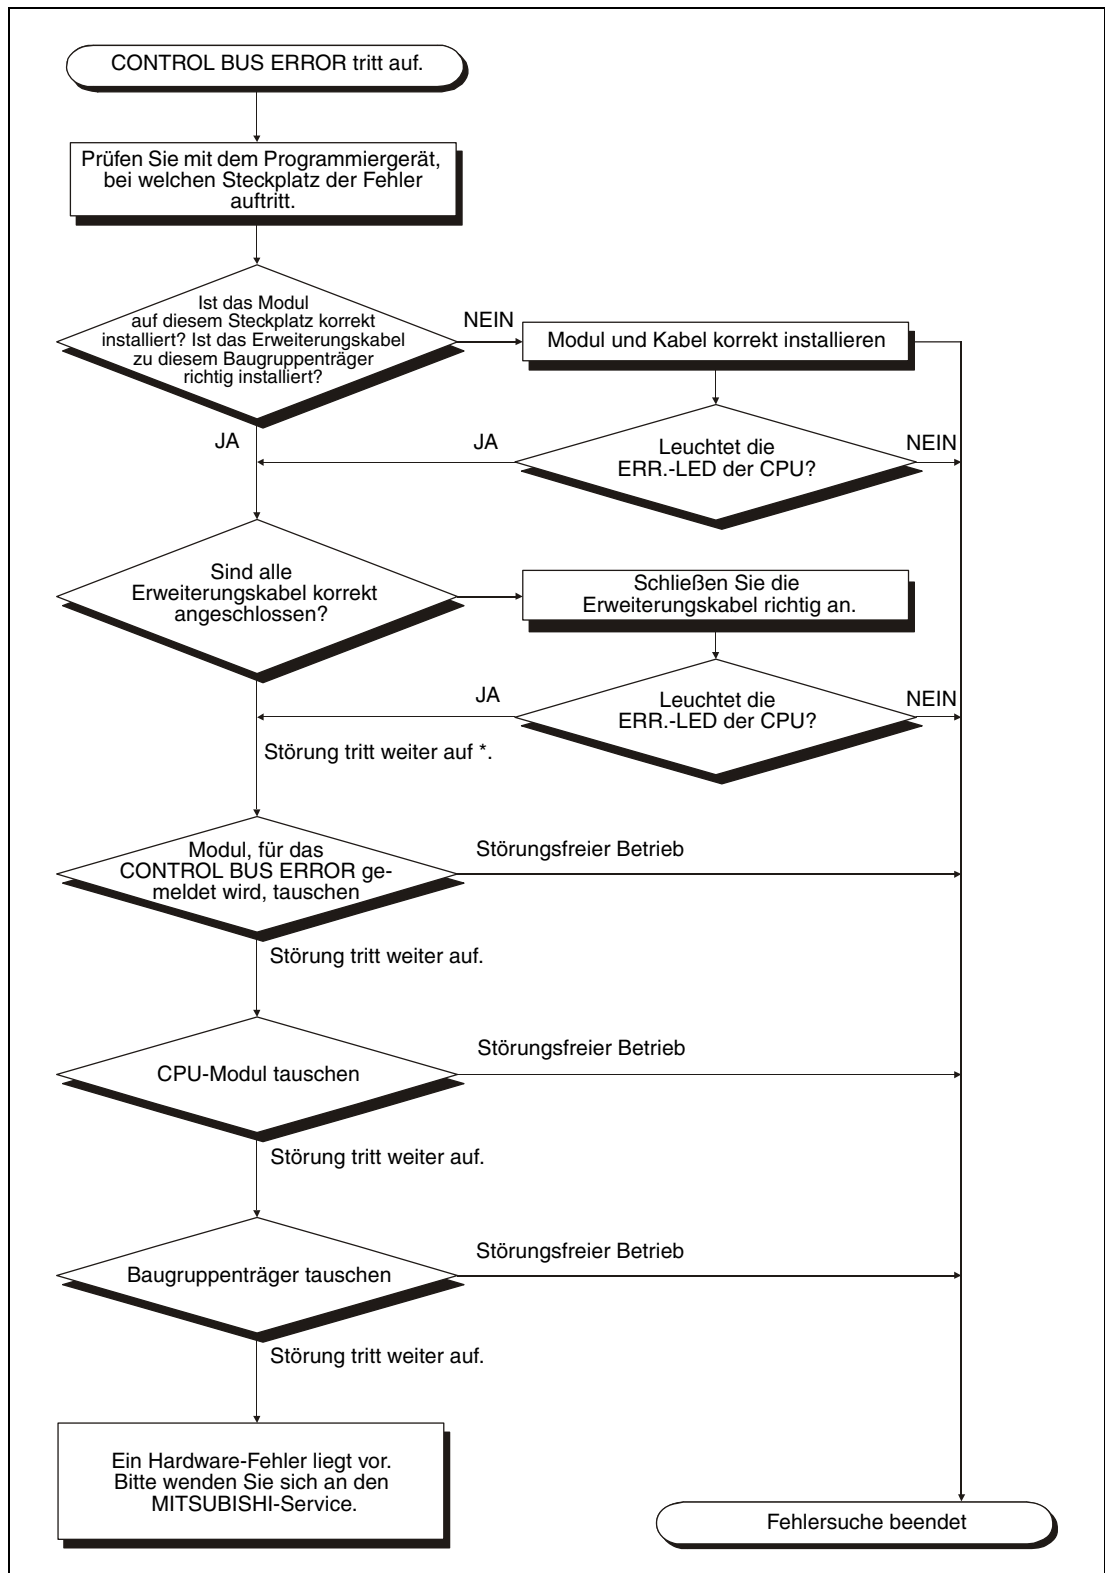 CONTROL BUS ERROR tritt auf.
Prüfen Sie mit dem Programmiergerät,
bei welchen Steckplatz der Fehler
auftritt.
Ist das Modul
auf diesem Steckplatz korrekt
installiert? Ist das Erweiterungskabel
zu diesem Baugruppenträger
richtig installiert?
NEIN
Modul und Kabel korrekt installieren
JA
JA
Leuchtet die
ERR.-LED der CPU?
NEIN
Sind alle
Erweiterungskabel korrekt
angeschlossen?
Schließen Sie die
Erweiterungskabel richtig an.
JA
Leuchtet die
ERR.-LED der CPU?
NEIN
Störung tritt weiter auf *.
Modul, für das
CONTROL BUS ERROR ge-
meldet wird, tauschen
Störungsfreier Betrieb
Störung tritt weiter auf.
CPU-Modul tauschen
Störungsfreier Betrieb
Störung tritt weiter auf.
Baugruppenträger tauschen
Störungsfreier Betrieb
Störung tritt weiter auf.
Ein Hardware-Fehler liegt vor.
Bitte wenden Sie sich an den
MITSUBISHI-Service.
Fehlersuche beendet